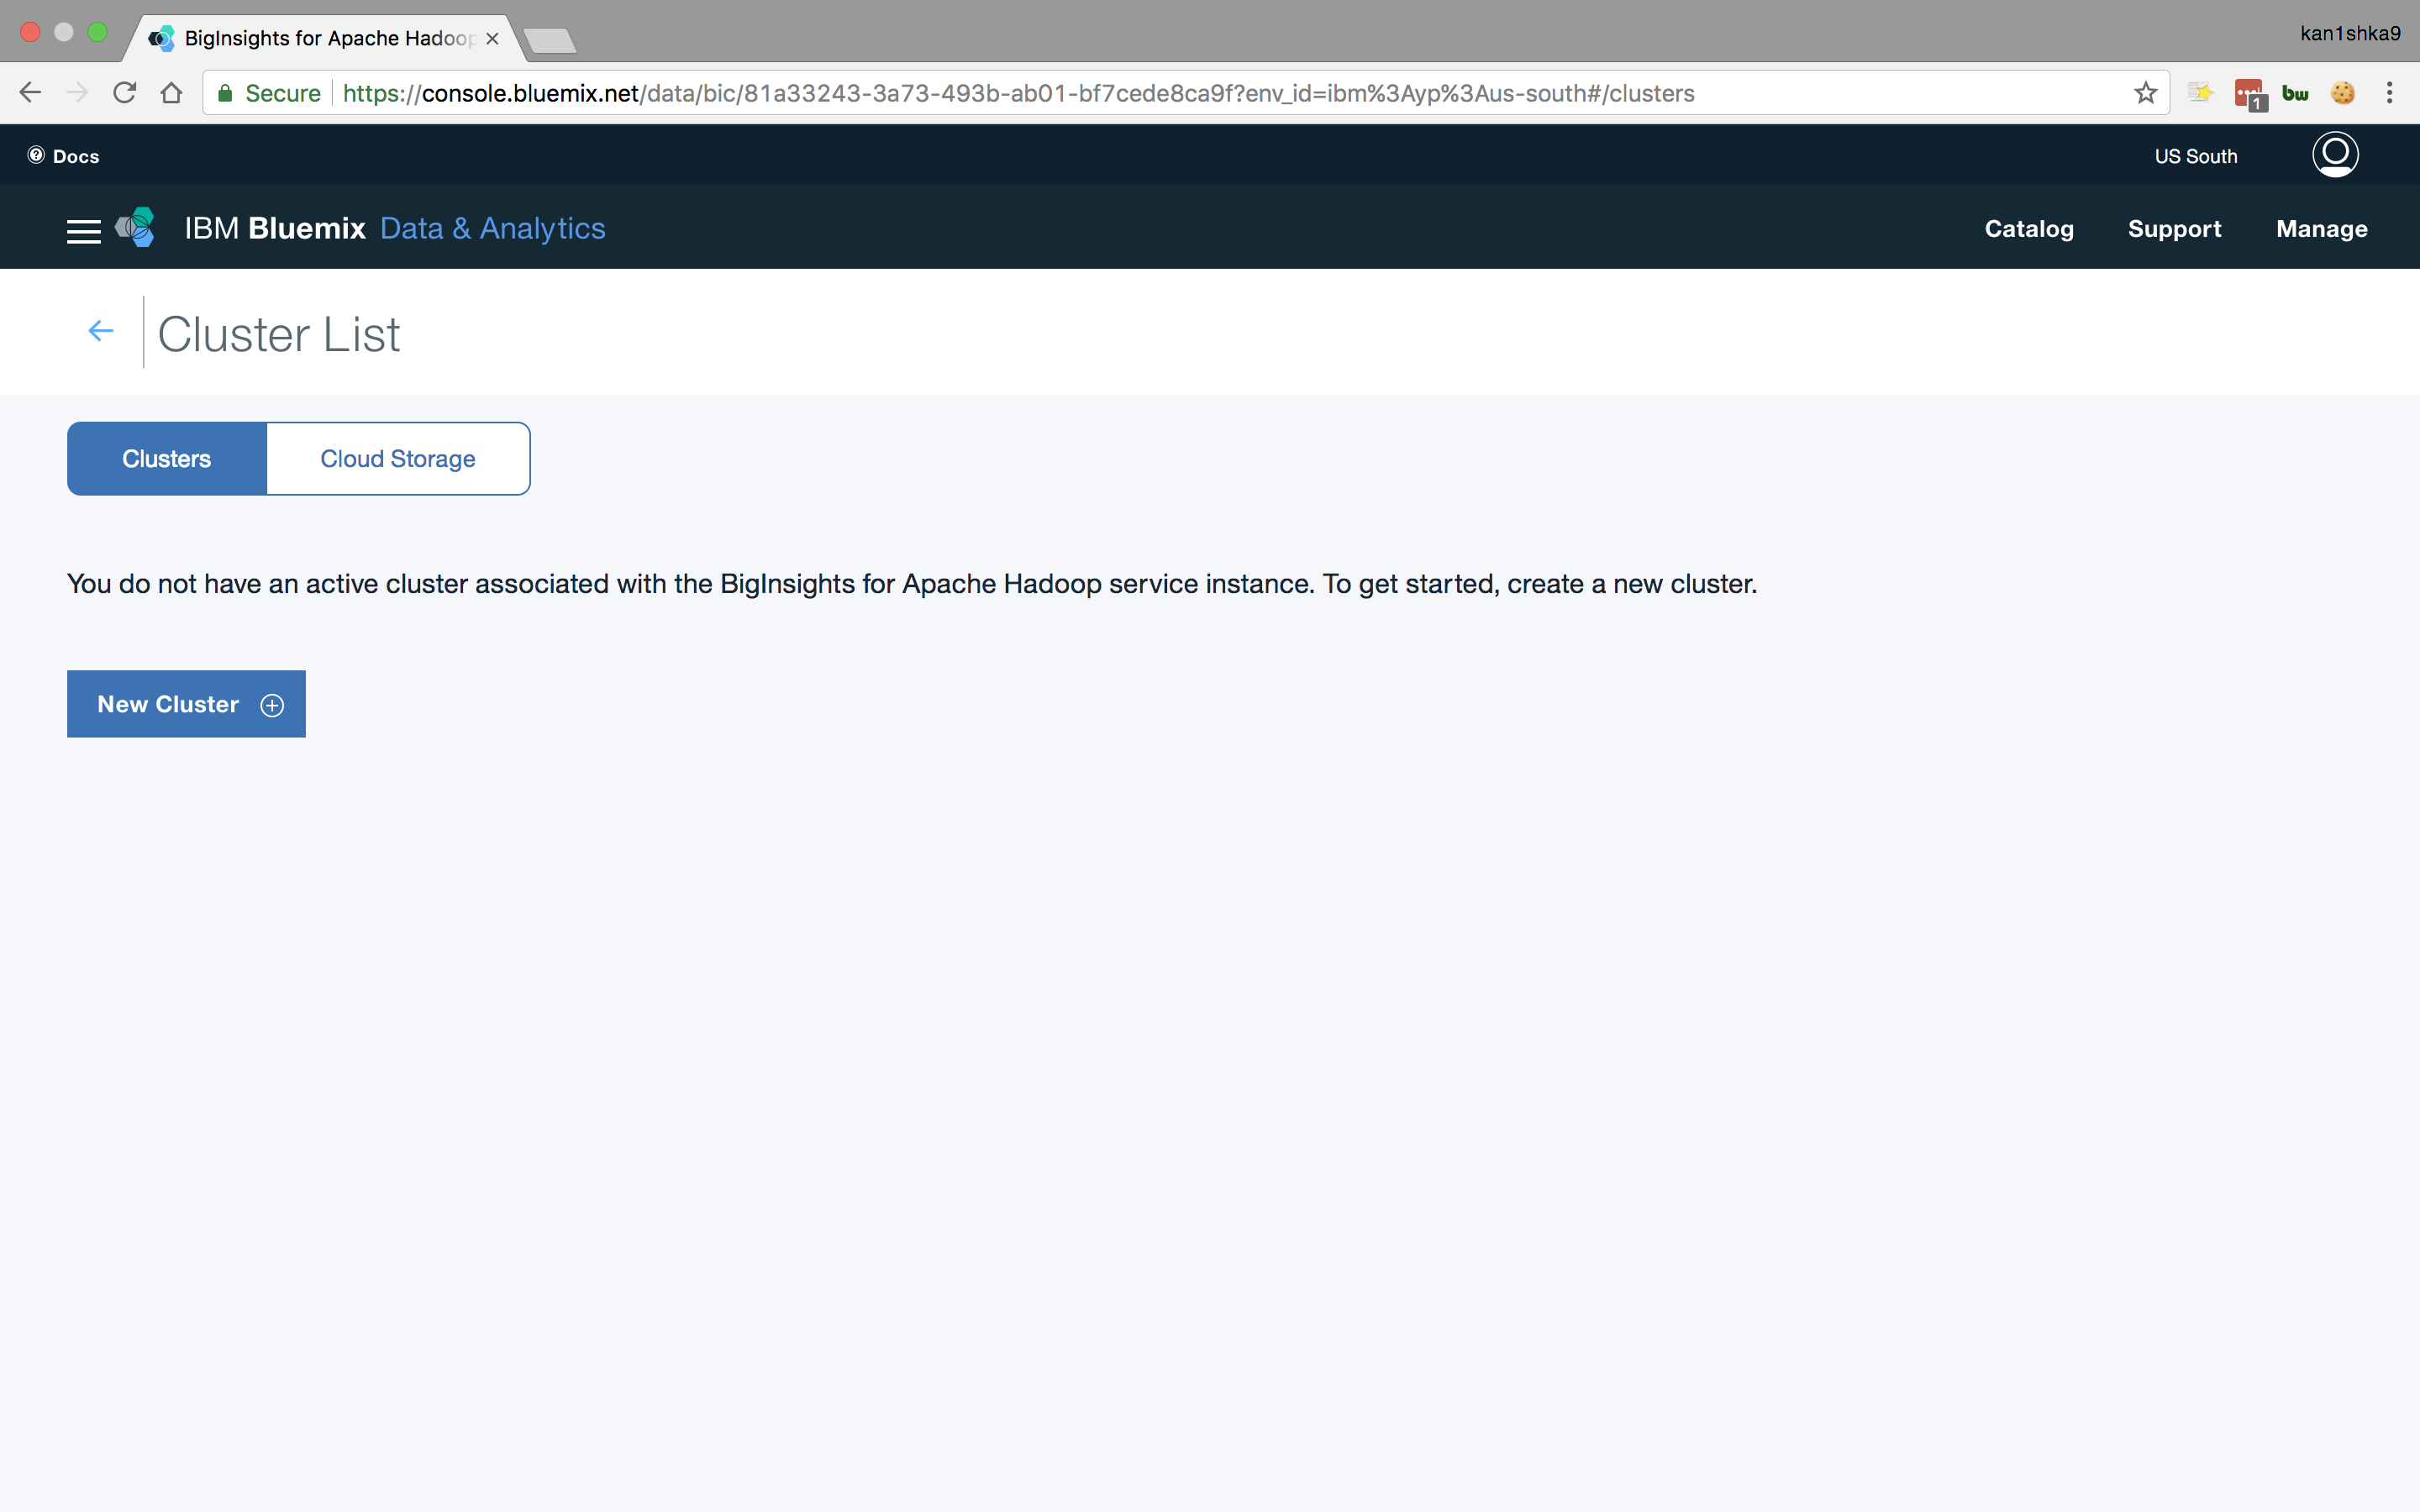 BigInsights for Apache Hadoop
kan1shka9
Secure https://console.bluemix.net/data/bic/81a33243-3a73-493b-ab01-bf7cede8ca9f?env_id=ibm%3Ayp%3Aus-south#/clusters
1
bw
Docs
US South
IBM Bluemix Data & Analytics
Catalog
Support
Manage
Cluster List
Clusters
Cloud Storage
You do not have an active cluster associated with the BigInsights for Apache Hadoop service instance. To get started, create a new cluster.
New Cluster